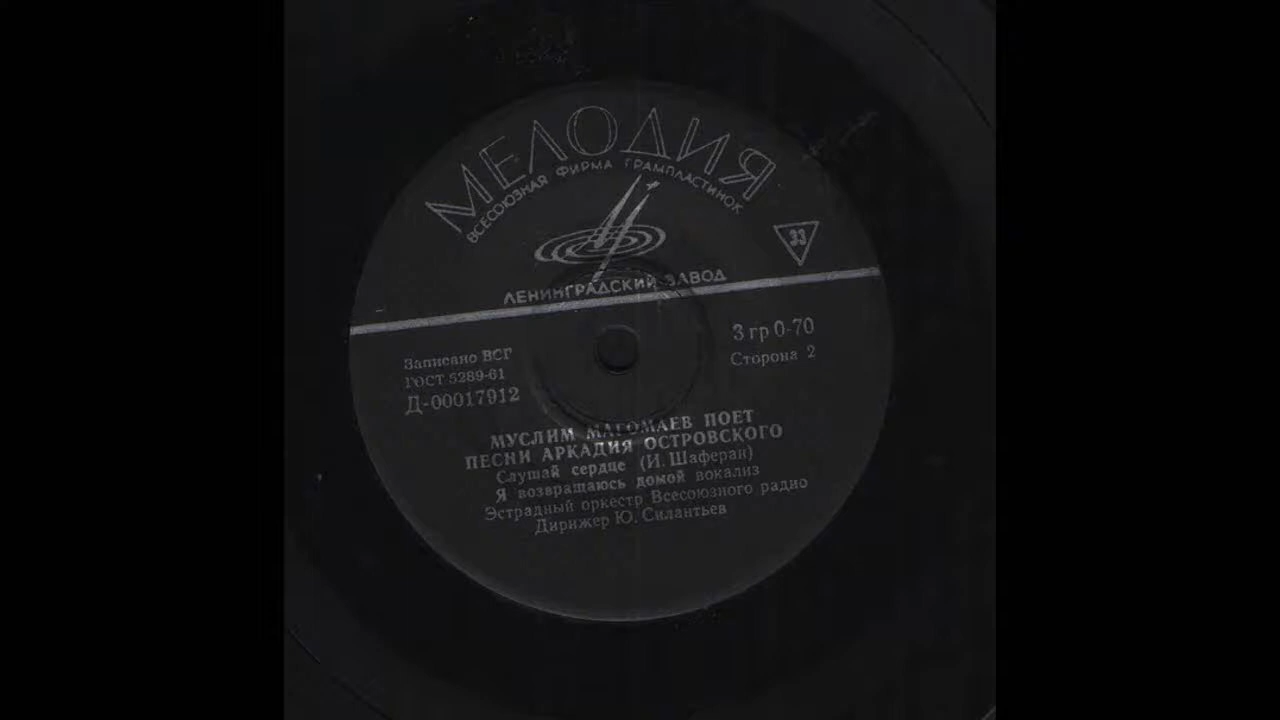 МЕЛОДИЯ
ВСЕСОЮЗНАЯ ФИРМА ГРАМПЛАСТИНОК
33
ЛЕНИНГРАДСКИЙ ЗАВОД
Записано ВСГ
ГОСТ 5289-61
Д-00017912
3 гр 0-70
Сторона 2
МУСЛИМ МАГОМАЕВ ПОЕТ
ПЕСНИ АРКАДИЯ ОСТРОВСКОГО
Слушай сердце (И. Шаферан)
Я возвращаюсь домой вокализ
Эстрадный оркестр Всесоюзного радио
Дирижер Ю. Силантьев